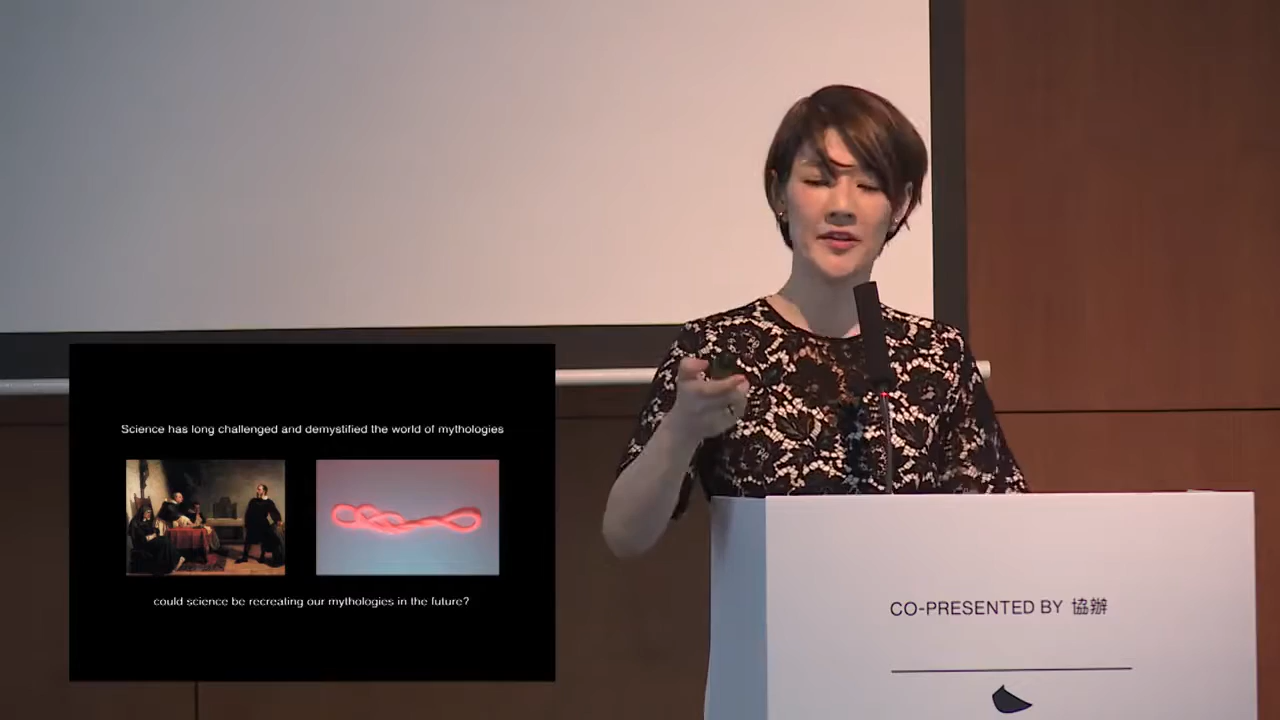 Science has long challenged and demystified the world of mythologies
could science be recreating our mythologies in the future?
CO-PRESENTED BY 協辦